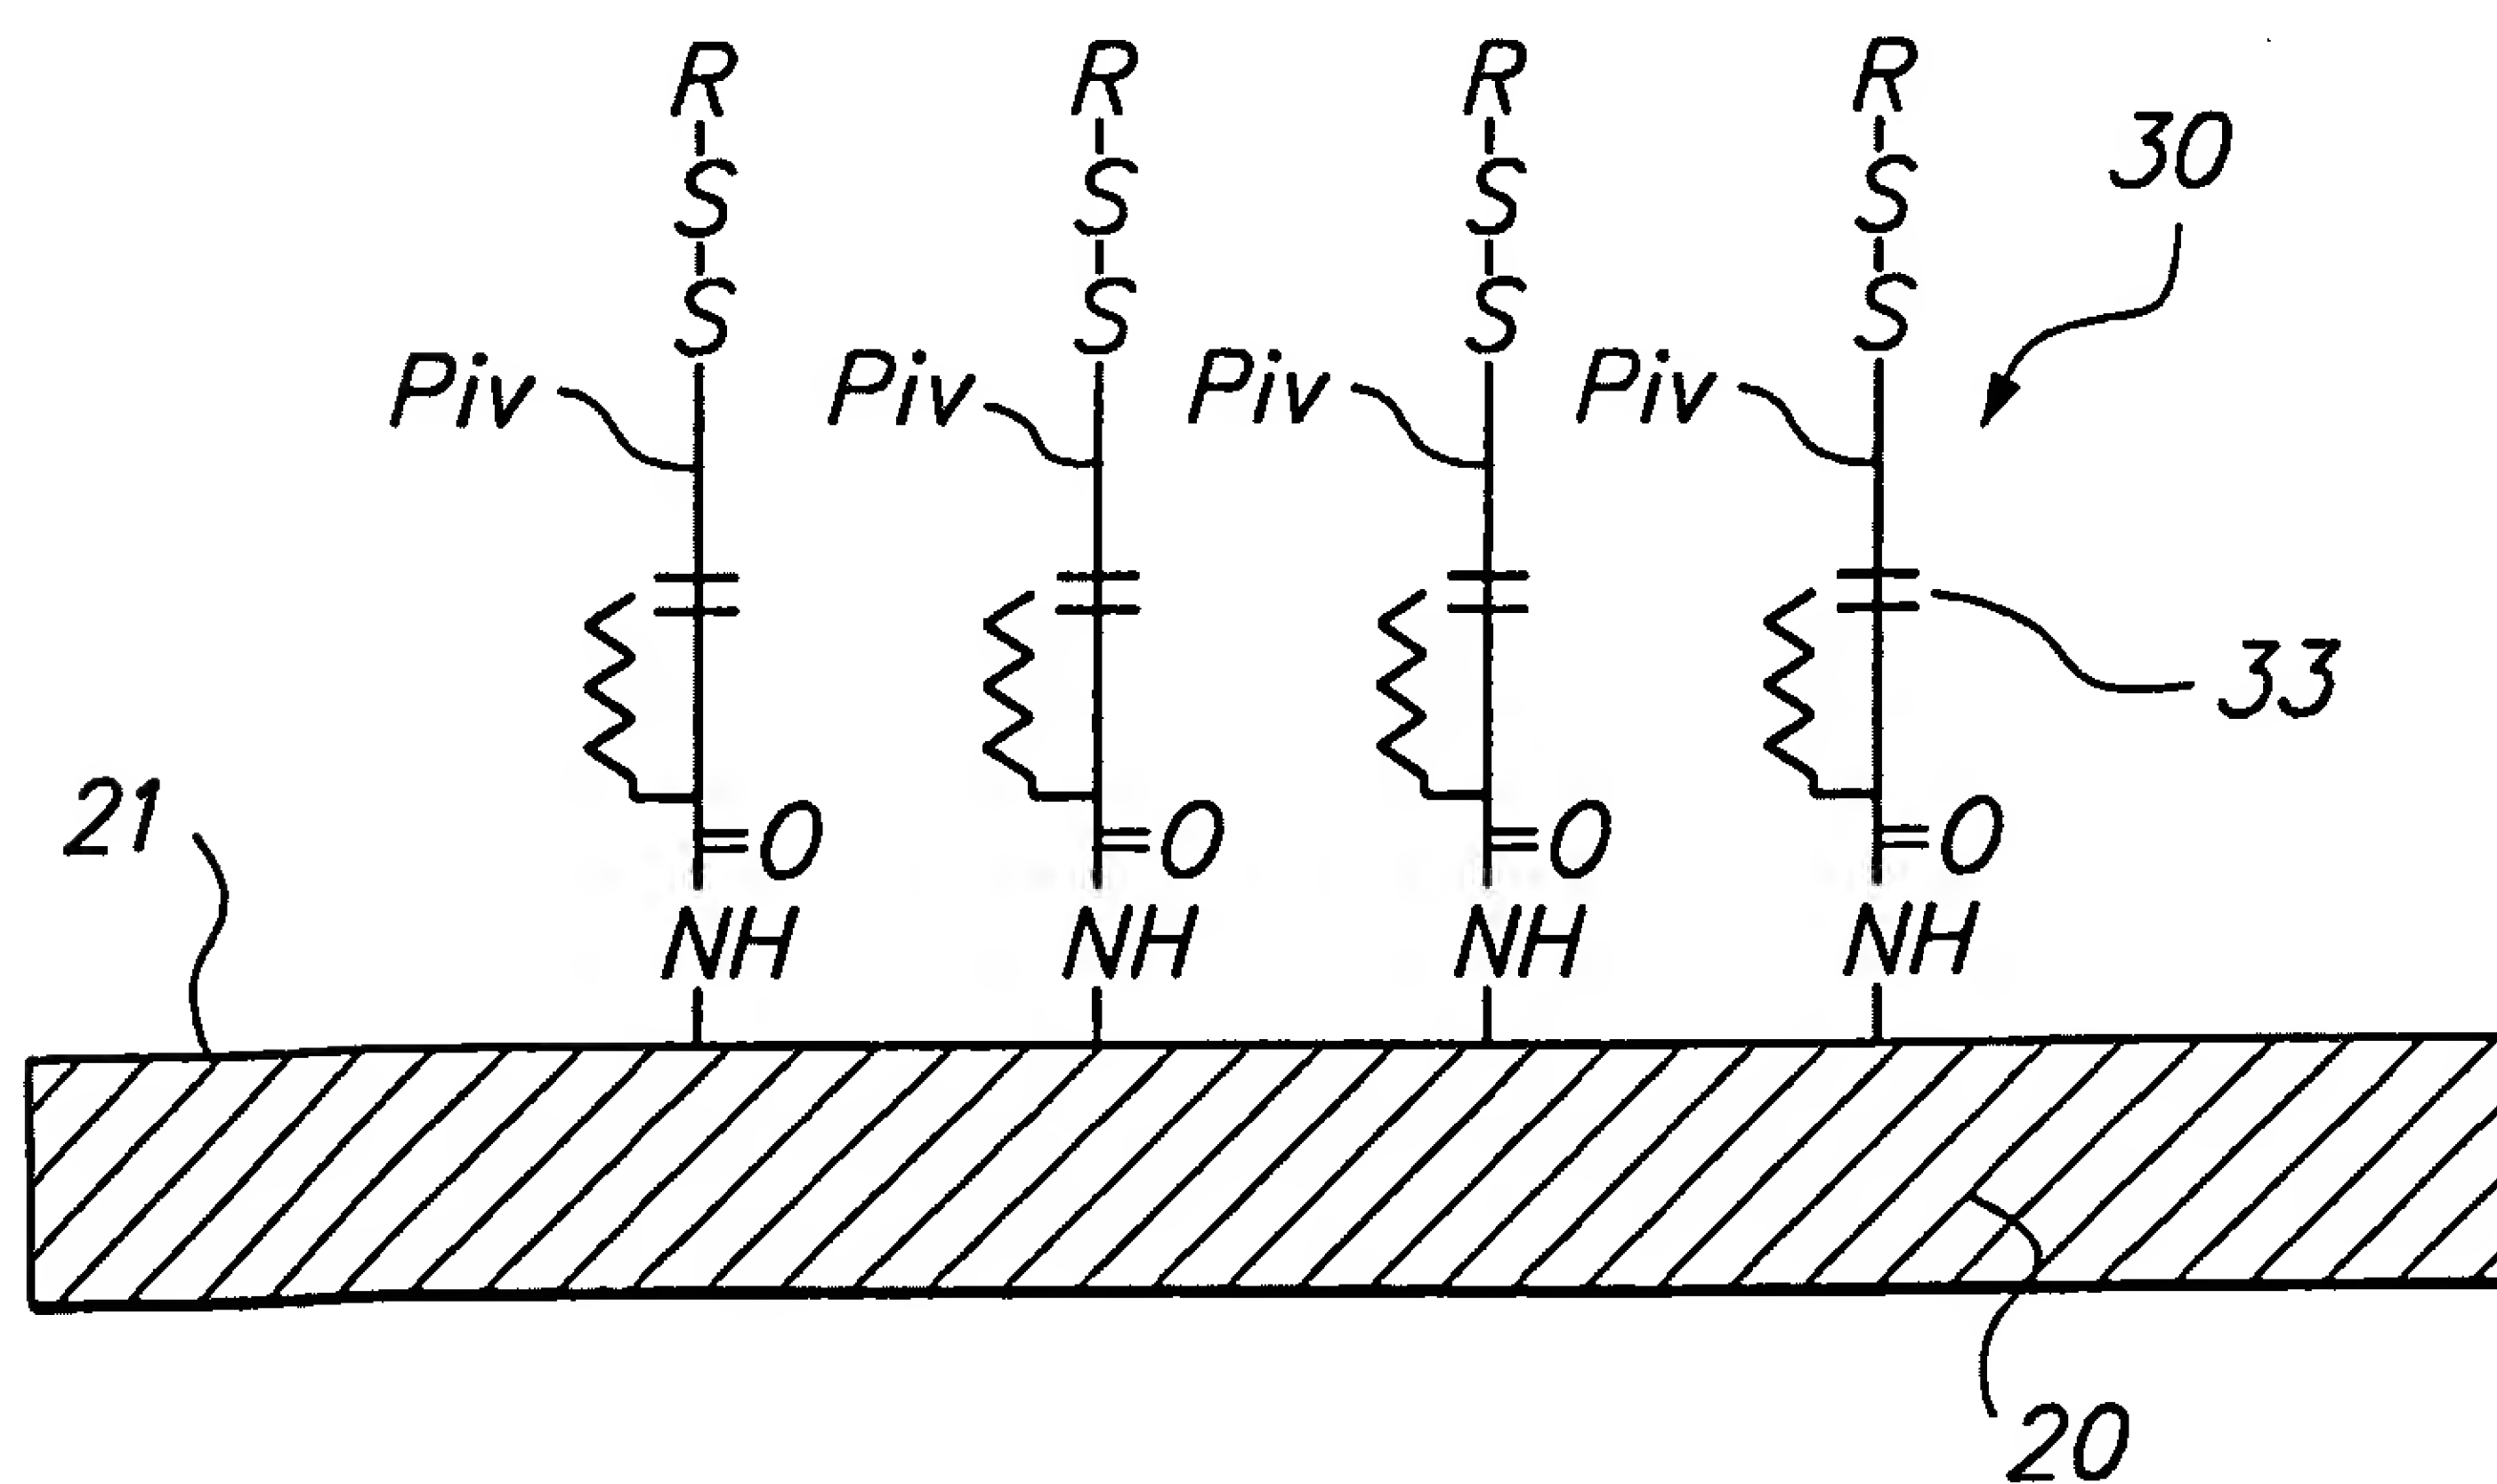 R R R R
30
S S S S
S S S S
Piv Piv Piv Piv
33
21
=O =O =O =O
NH NH NH NH
20